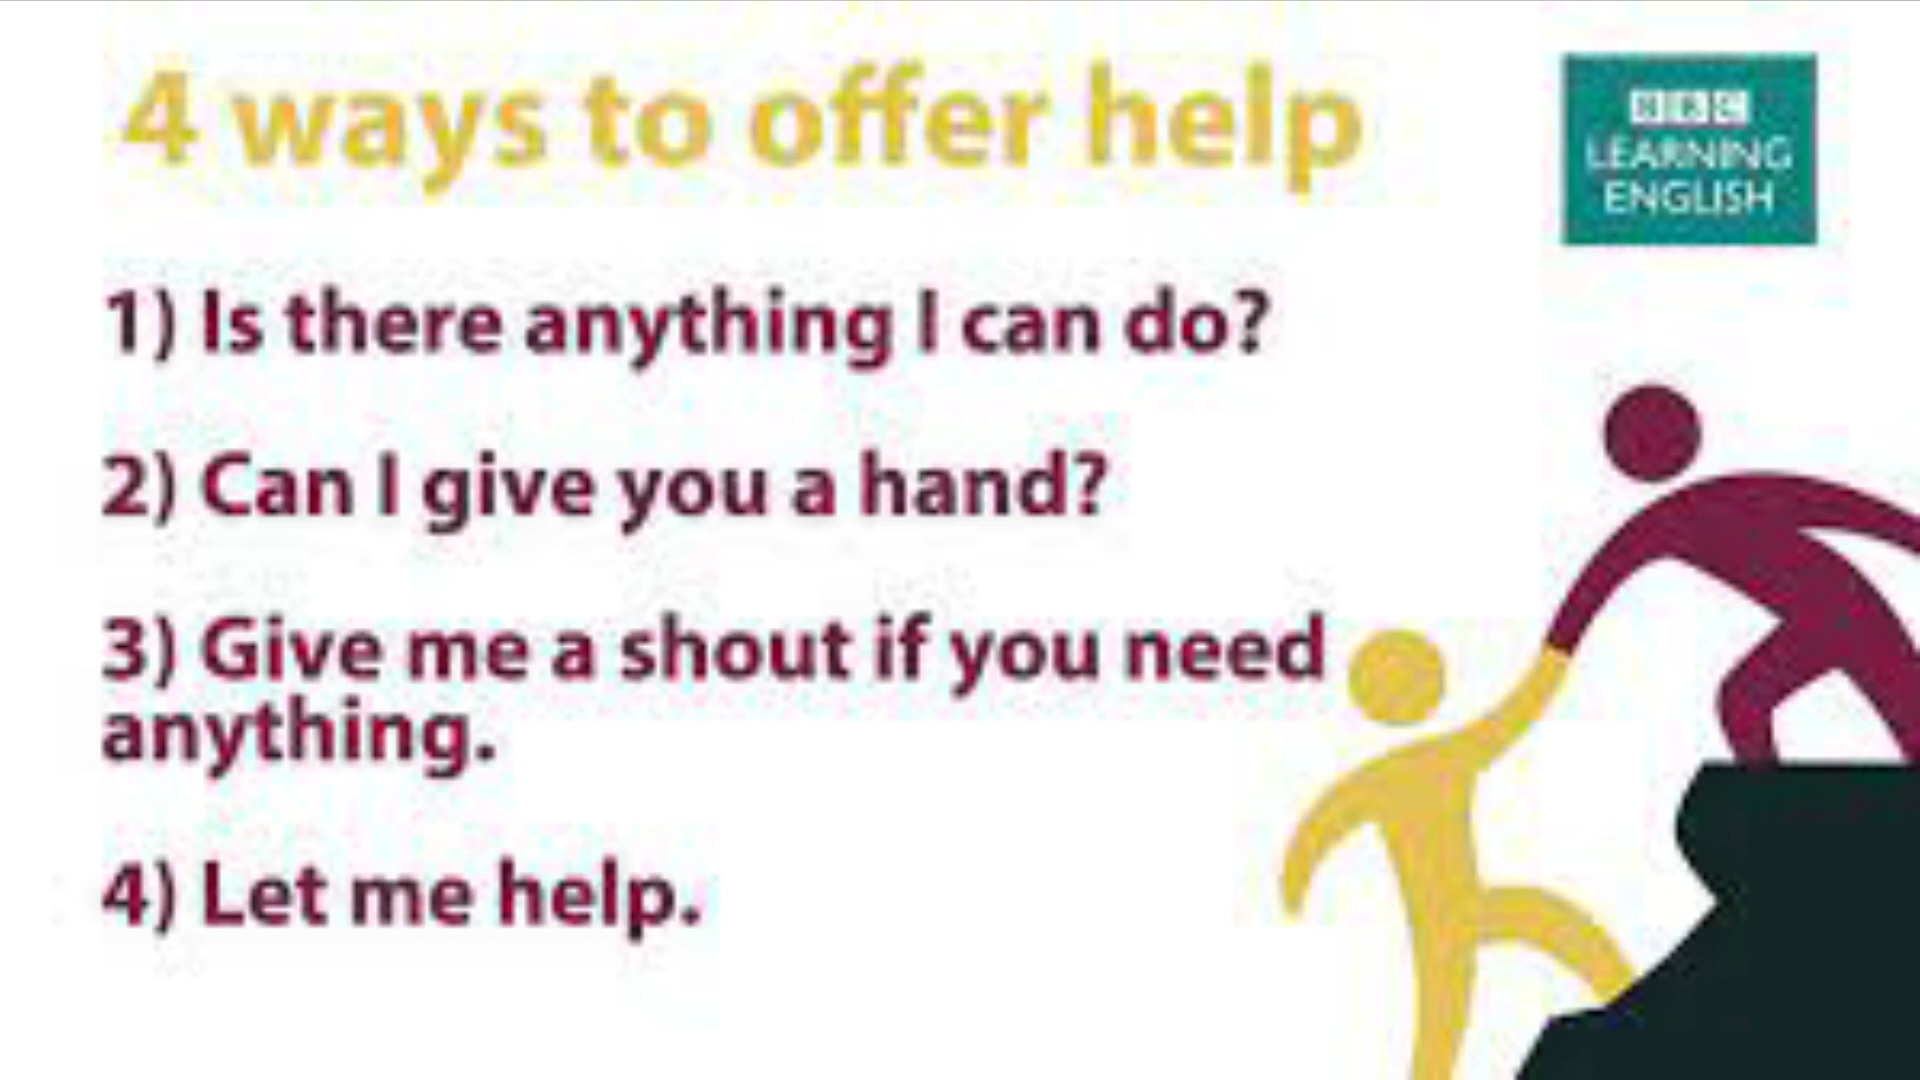 4 ways to offer help
BBC
LEARNING
ENGLISH
1) Is there anything I can do?
2) Can I give you a hand?
3) Give me a shout if you need
anything.
4) Let me help.